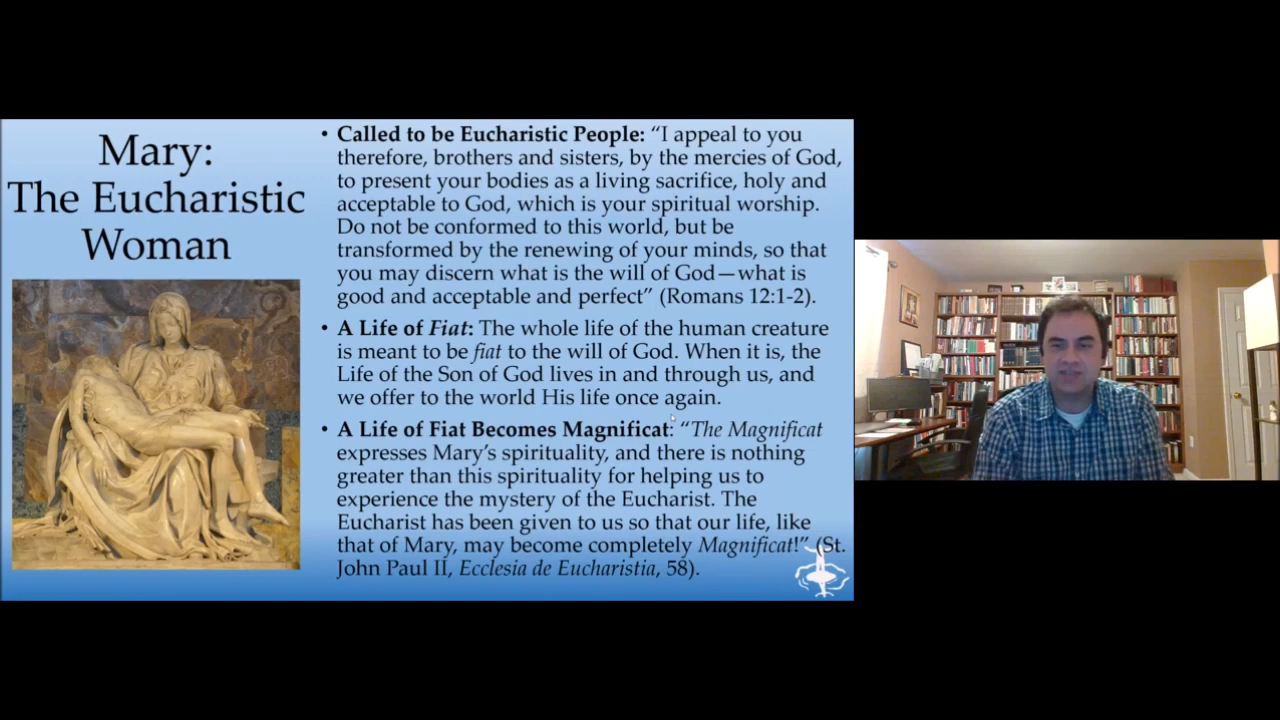 Mary:
The Eucharistic
Woman
• Called to be Eucharistic People: “I appeal to you
therefore, brothers and sisters, by the mercies of God,
to present your bodies as a living sacrifice, holy and
acceptable to God, which is your spiritual worship.
Do not be conformed to this world, but be
transformed by the renewing of your minds, so that
you may discern what is the will of God—what is
good and acceptable and perfect” (Romans 12:1-2).
• A Life of Fiat: The whole life of the human creature
is meant to be fiat to the will of God. When it is, the
Life of the Son of God lives in and through us, and
we offer to the world His life once again.
• A Life of Fiat Becomes Magnificat: “The Magnificat
expresses Mary’s spirituality, and there is nothing
greater than this spirituality for helping us to
experience the mystery of the Eucharist. The
Eucharist has been given to us so that our life, like
that of Mary, may become completely Magnificat!” (St.
John Paul II, Ecclesia de Eucharistia, 58).